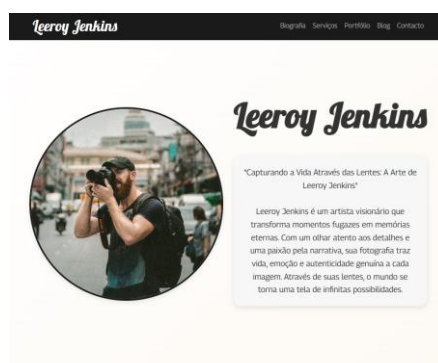 Leeroy Jenkins
Biografia Serviços Portfólio Blog Contacto
Leeroy Jenkins
"Capturando a Vida Através das Lentes: A Arte de
Leeroy Jenkins"
Leeroy Jenkins é um artista visionário que
transforma momentos fugazes em memórias
eternas. Com um olhar atento aos detalhes e
uma paixão pela narrativa, sua fotografia traz
vida, emoção e autenticidade genuína a cada
imagem. Através de suas lentes, o mundo se
torna uma tela de infinitas possibilidades.